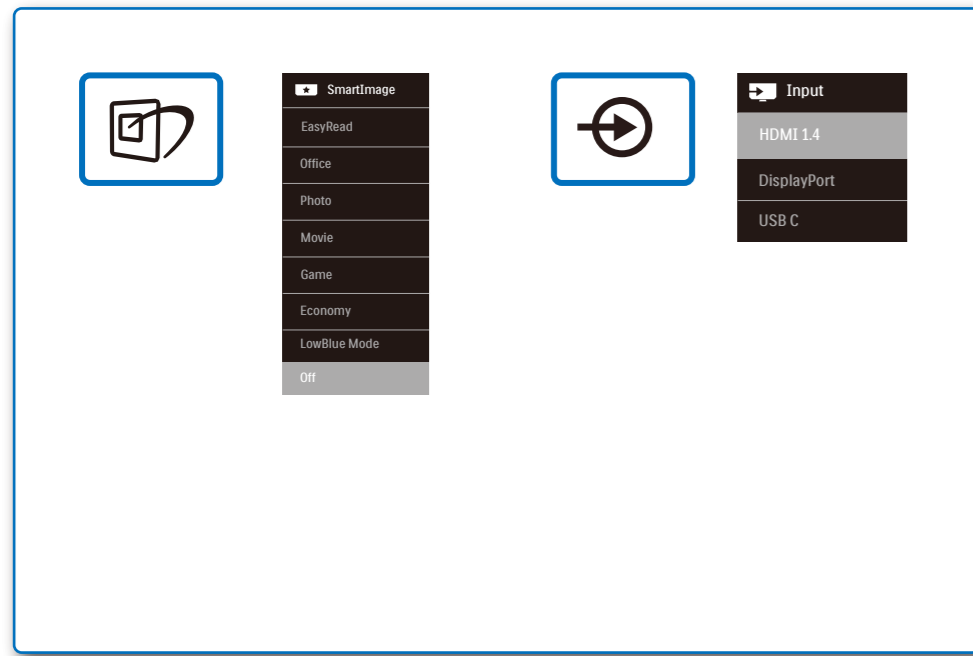 SmartImage
EasyRead
Office
Photo
Movie
Game
Economy
LowBlue Mode
Off
Input
HDMI 1.4
DisplayPort
USB C